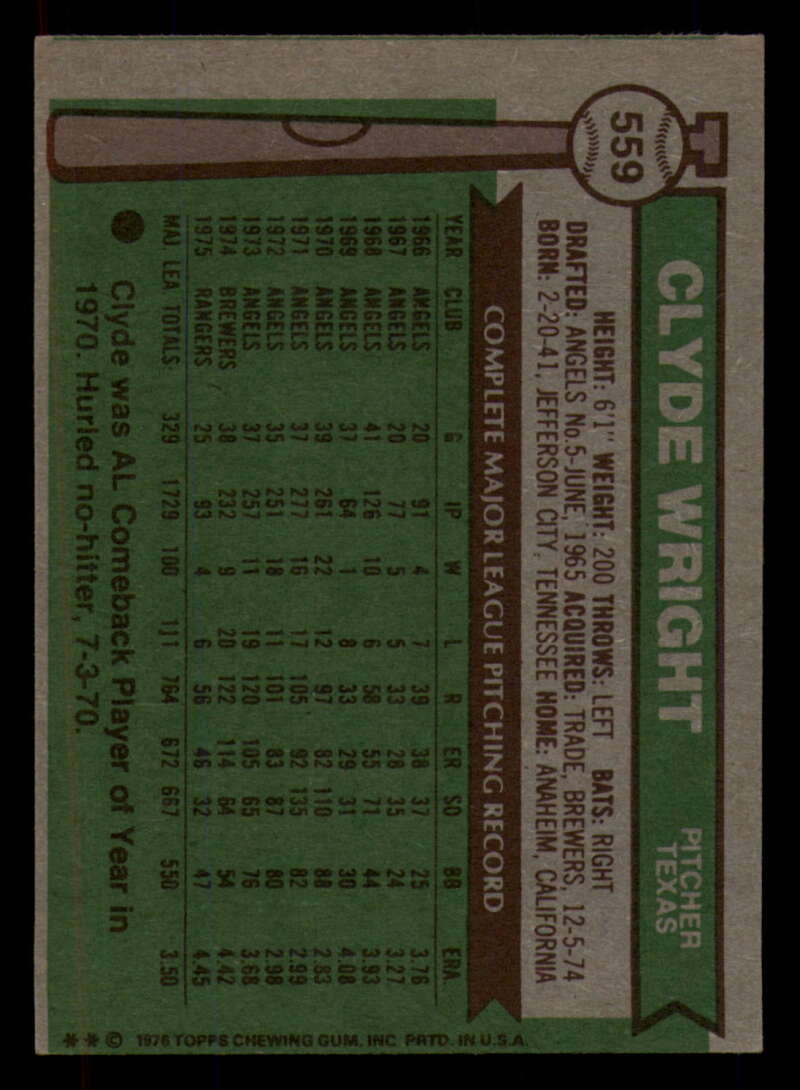 559
T
CLYDE WRIGHT
PITCHER
TEXAS
HEIGHT: 6'1" WEIGHT: 200 THROWS: LEFT BATS: RIGHT
DRAFTED: ANGELS No.5-JUNE, 1965 ACQUIRED: TRADE, BREWERS, 12-5-74
BORN: 2-20-41, JEFFERSON CITY, TENNESSEE HOME: ANAHEIM, CALIFORNIA
COMPLETE MAJOR LEAGUE PITCHING RECORD
YEAR CLUB G IP W L R ER SO BB ERA
1966 ANGELS 20 91 4 7 39 38 37 25 3.76
1967 ANGELS 20 77 5 5 33 28 35 24 3.27
1968 ANGELS 41 126 10 6 58 55 71 44 3.93
1969 ANGELS 37 64 1 8 33 29 31 30 4.08
1970 ANGELS 39 261 22 12 97 82 110 88 2.83
1971 ANGELS 37 277 16 17 105 92 135 82 2.99
1972 ANGELS 35 251 18 11 101 83 87 80 2.98
1973 ANGELS 37 257 11 19 120 105 65 76 3.68
1974 BREWERS 38 232 9 20 122 114 64 54 4.42
1975 RANGERS 25 93 4 6 56 46 32 47 4.45
MAJ LEA TOTALS: 329 1729 100 111 764 672 667 550 3.50
Clyde was AL Comeback Player of Year in
1970. Hurled no-hitter, 7-3-70.
** © 1976 TOPPS CHEWING GUM, INC. PRTD. IN U.S.A.